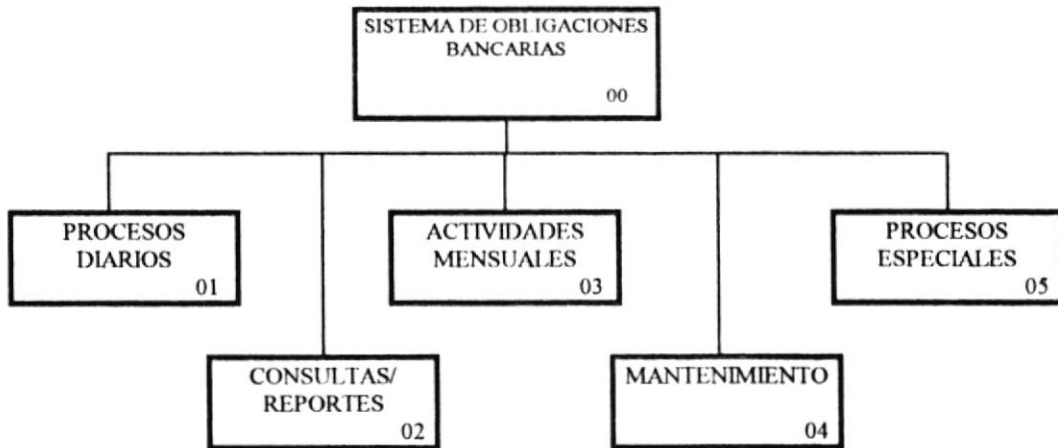 SISTEMA DE OBLIGACIONES
BANCARIAS
00
PROCESOS
DIARIOS
01
CONSULTAS/
REPORTES
02
ACTIVIDADES
MENSUALES
03
MANTENIMIENTO
04
PROCESOS
ESPECIALES
05